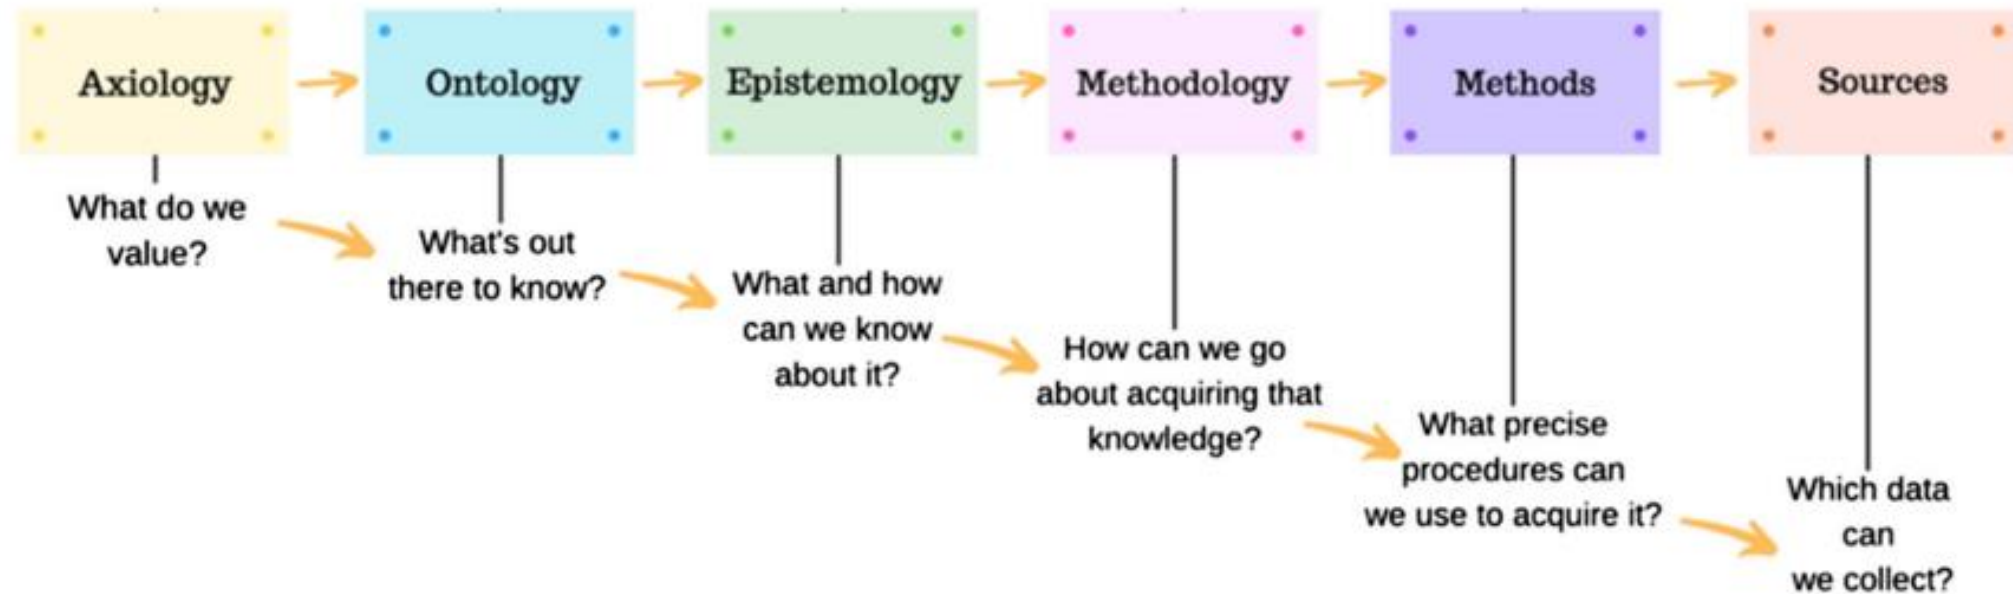 Axiology
Ontology
Epistemology
Methodology
Methods
Sources
What do we
value?
What's out
there to know?
What and how
can we know
about it?
How can we go
about acquiring that
knowledge?
What precise
procedures can
we use to acquire it?
Which data
can
we collect?